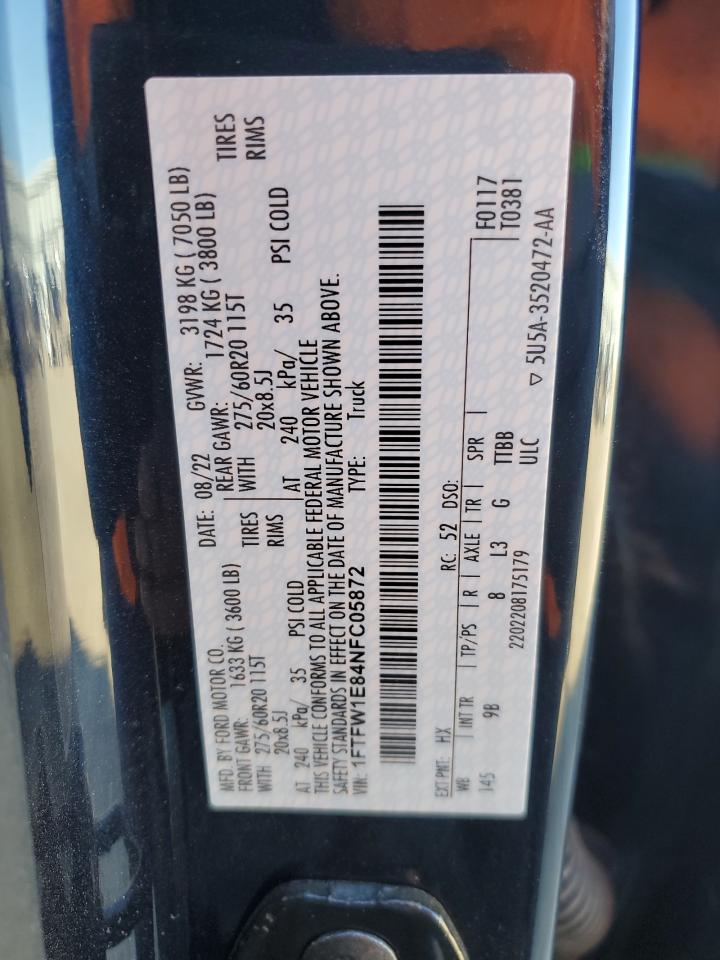 MFD. BY FORD MOTOR CO.
DATE: 08/22 GVWR: 3198 KG ( 7050 LB)
FRONT GAWR: 1633 KG ( 3600 LB) REAR GAWR: 1724 KG ( 3800 LB)
WITH 275/60R20 115T TIRES WITH 275/60R20 115T TIRES
20x8.5J RIMS 20x8.5J RIMS
AT 240 kPa/ 35 PSI COLD AT 240 kPa/ 35 PSI COLD
THIS VEHICLE CONFORMS TO ALL APPLICABLE FEDERAL MOTOR VEHICLE
SAFETY STANDARDS IN EFFECT ON THE DATE OF MANUFACTURE SHOWN ABOVE.
VIN: 1FTFW1E84NFC05872 TYPE: Truck
EXT PNT: HX RC: 52 DSO:
WB INT TR TP/PS R AXLE TR SPR F0117
145 9B 8 L3 G TTBB T0381
2202208175179 ULC ▽ 5U5A-3520472-AA